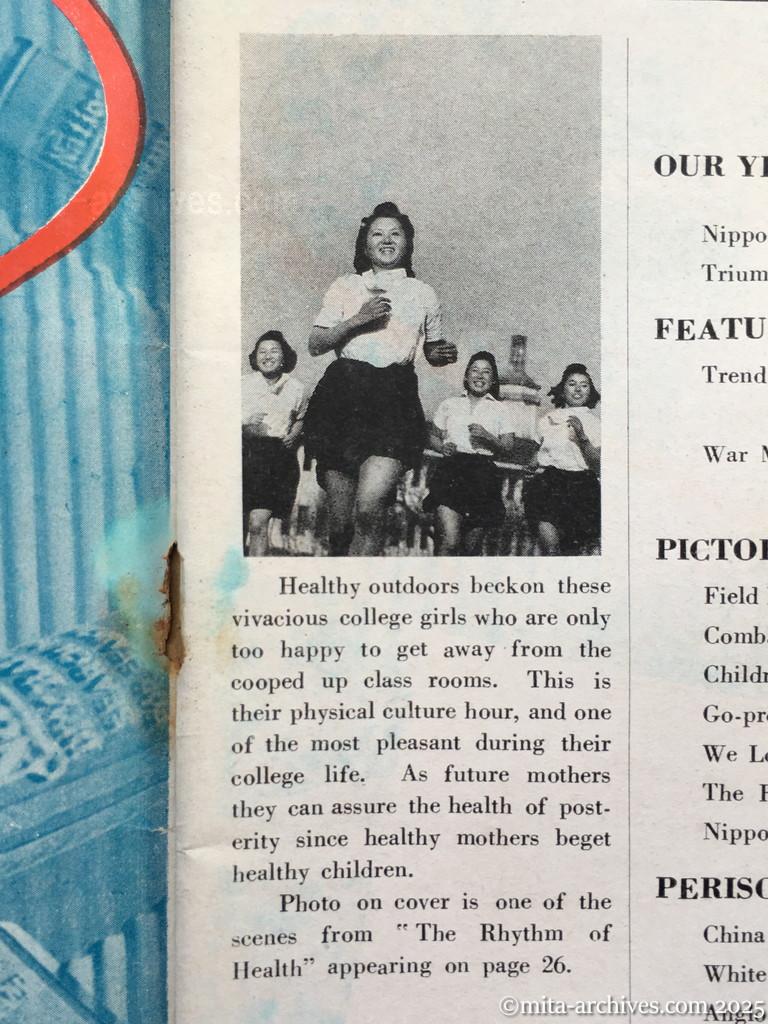 Healthy outdoors beckon these
vivacious college girls who are only
too happy to get away from the
cooped up class rooms. This is
their physical culture hour, and one
of the most pleasant during their
college life. As future mothers
they can assure the health of post-
erity since healthy mothers beget
healthy children.
Photo on cover is one of the
scenes from "The Rhythm of
Health" appearing on page 26.
OUR
Nippo
Trium
FEATU
Trend
War
PICTO
Field
Comb
Childr
Go-pr
We
The
Nippo
PERISC
China
White
Anglo
©mita-archives.com 2025